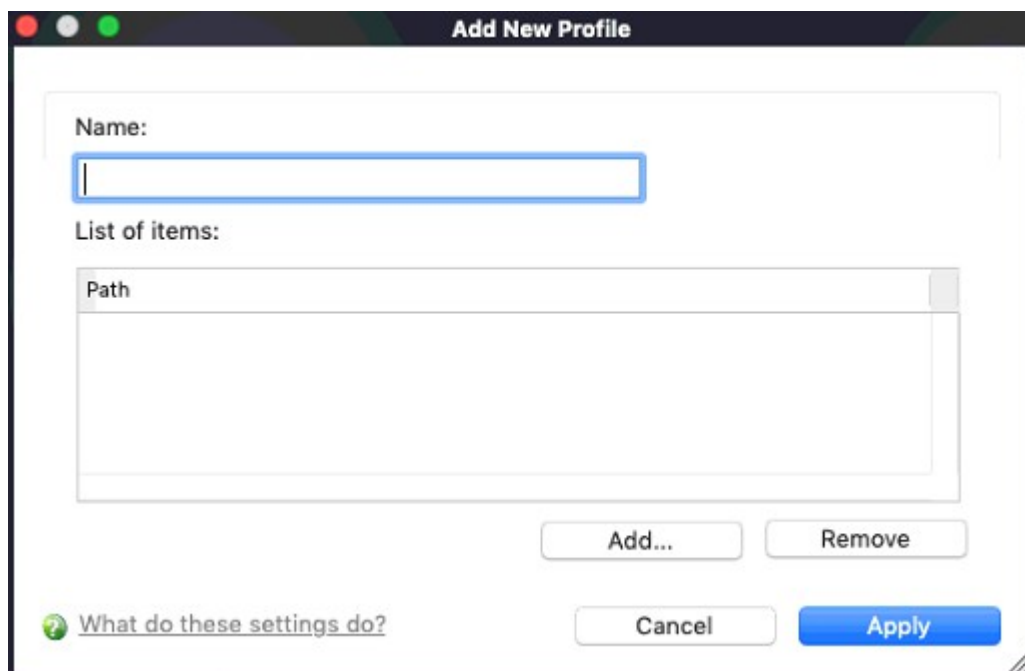 Add New Profile
Name:
List of items:
Path
Add...
Remove
What do these settings do?
Cancel
Apply